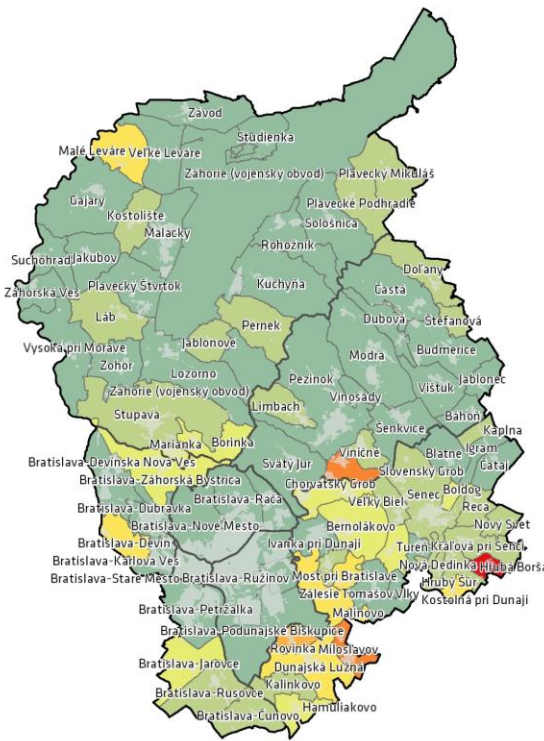 Závod
Studienka
Malé Leváre
Veľké Leváre
Záhorie (vojenský obvod)
Plavecký Mikuláš
Gajary
Kostolište
Plavecké Podhradie
Malacky
Sološnica
Rohožník
Suchohrad
Jakubov
Doľany
Kuchyňa
Častá
Záhorská Ves
Plavecký Štvrtok
Dubová
Štefanová
Láb
Pernek
Jablonové
Budmerice
Vysoká pri Morave
Modra
Zohor
Lozorno
Pezinok
Vištuk
Jablonec
Záhorie (vojenský obvod)
Vinosady
Limbach
Báhoň
Stupava
Šenkvice
Kaplna
Marianka
Borinka
Viničné
Blatné
Igram
Bratislava-Devínska Nová Ves
Svätý Jur
Slovenský Grob
Čataj
Bratislava-Záhorská Bystrica
Chorvátsky Grob
Boldog
Bratislava-Rača
Veľký Biel
Senec
Reca
Bratislava-Dúbravka
Bratislava-Nové Mesto
Bernolákovo
Nový Svet
Bratislava-Devín
Ivanka pri Dunaji
Tureň
Kráľová pri Senci
Bratislava-Karlova Ves
Most pri Bratislave
Nová Dedinka
Hrubá Borša
Bratislava-Staré Mesto
Bratislava-Ružinov
Zálesie
Tomášov
Vlky
Hrubý Šúr
Kostolná pri Dunaji
Bratislava-Petržalka
Malinovo
Bratislava-Podunajské Biskupice
Rovinka
Miloslavov
Bratislava-Jarovce
Dunajská Lužná
Kalinkovo
Bratislava-Rusovce
Hamuliakovo
Bratislava-Čunovo